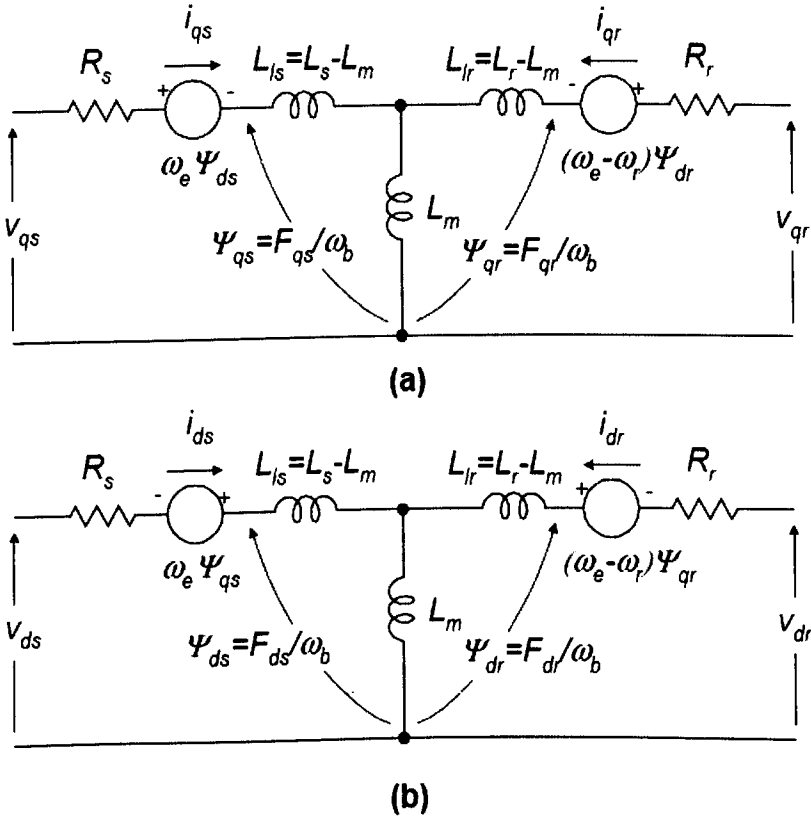 i_qs
i_qr
R_s
L_ls=L_s-L_m
L_lr=L_r-L_m
R_r
+ - - +
ω_e Ψ_ds
(ω_e-ω_r)Ψ_dr
v_qs
L_m
v_qr
Ψ_qs=F_qs/ω_b
Ψ_qr=F_qr/ω_b
(a)
i_ds
i_dr
R_s
L_ls=L_s-L_m
L_lr=L_r-L_m
R_r
- + + -
ω_e Ψ_qs
(ω_e-ω_r)Ψ_qr
v_ds
L_m
v_dr
Ψ_ds=F_ds/ω_b
Ψ_dr=F_dr/ω_b
(b)